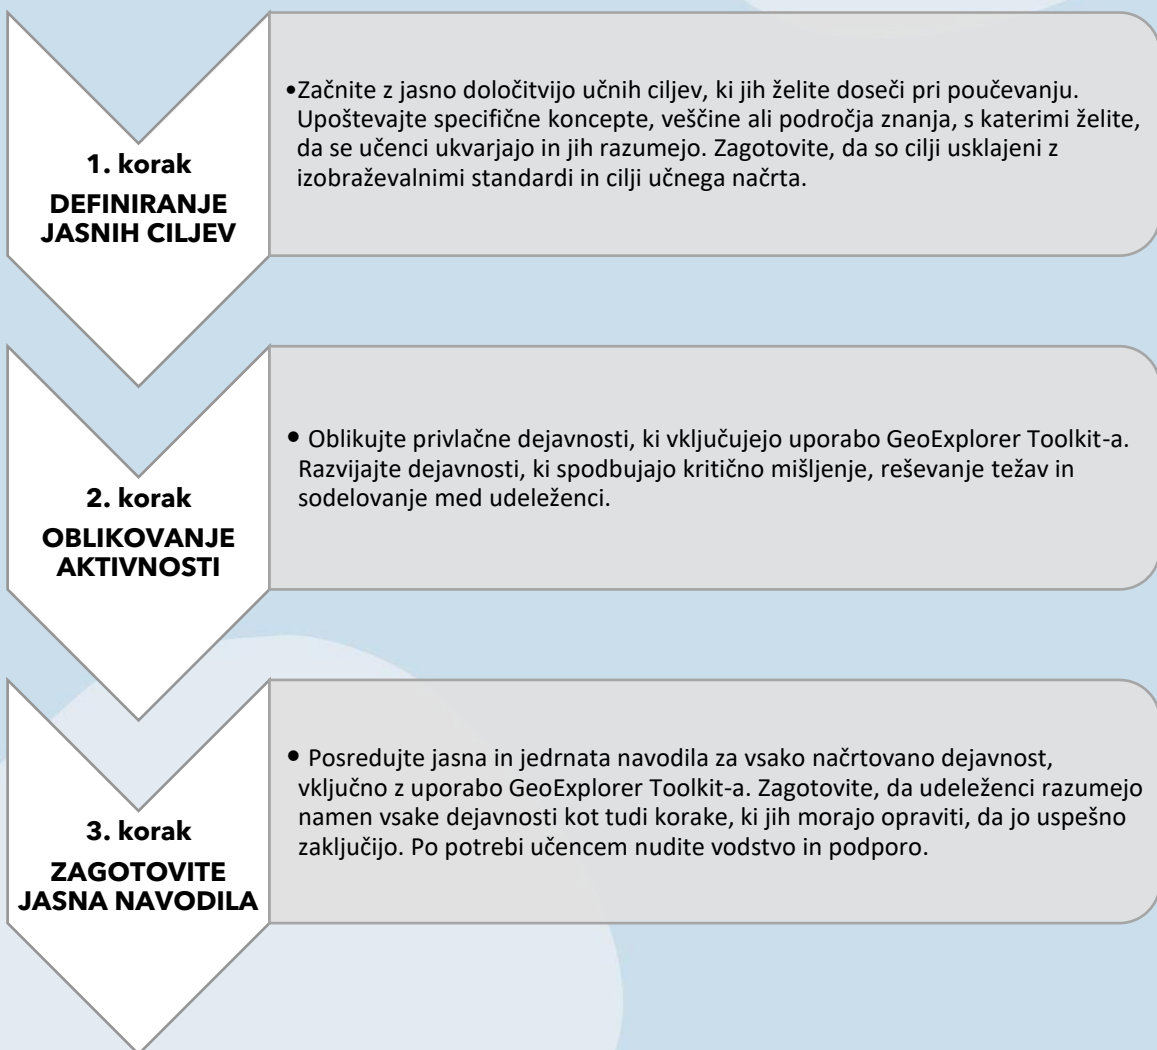 1. korak
DEFINIRANJE
JASNIH CILJEV
•Začnite z jasno določitvijo učnih ciljev, ki jih želite doseči pri poučevanju.
Upoštevajte specifične koncepte, veščine ali področja znanja, s katerimi želite,
da se učenci ukvarjajo in jih razumejo. Zagotovite, da so cilji usklajeni z
izobraževalnimi standardi in cilji učnega načrta.
2. korak
OBLIKOVANJE
AKTIVNOSTI
• Oblikujte privlačne dejavnosti, ki vključujejo uporabo GeoExplorer Toolkit-a.
Razvijajte dejavnosti, ki spodbujajo kritično mišljenje, reševanje težav in
sodelovanje med udeleženci.
3. korak
ZAGOTOVITE
JASNA NAVODILA
• Posredujte jasna in jedrnata navodila za vsako načrtovano dejavnost,
vključno z uporabo GeoExplorer Toolkit-a. Zagotovite, da udeleženci razumejo
namen vsake dejavnosti kot tudi korake, ki jih morajo opraviti, da jo uspešno
zaključijo. Po potrebi učencem nudite vodstvo in podporo.